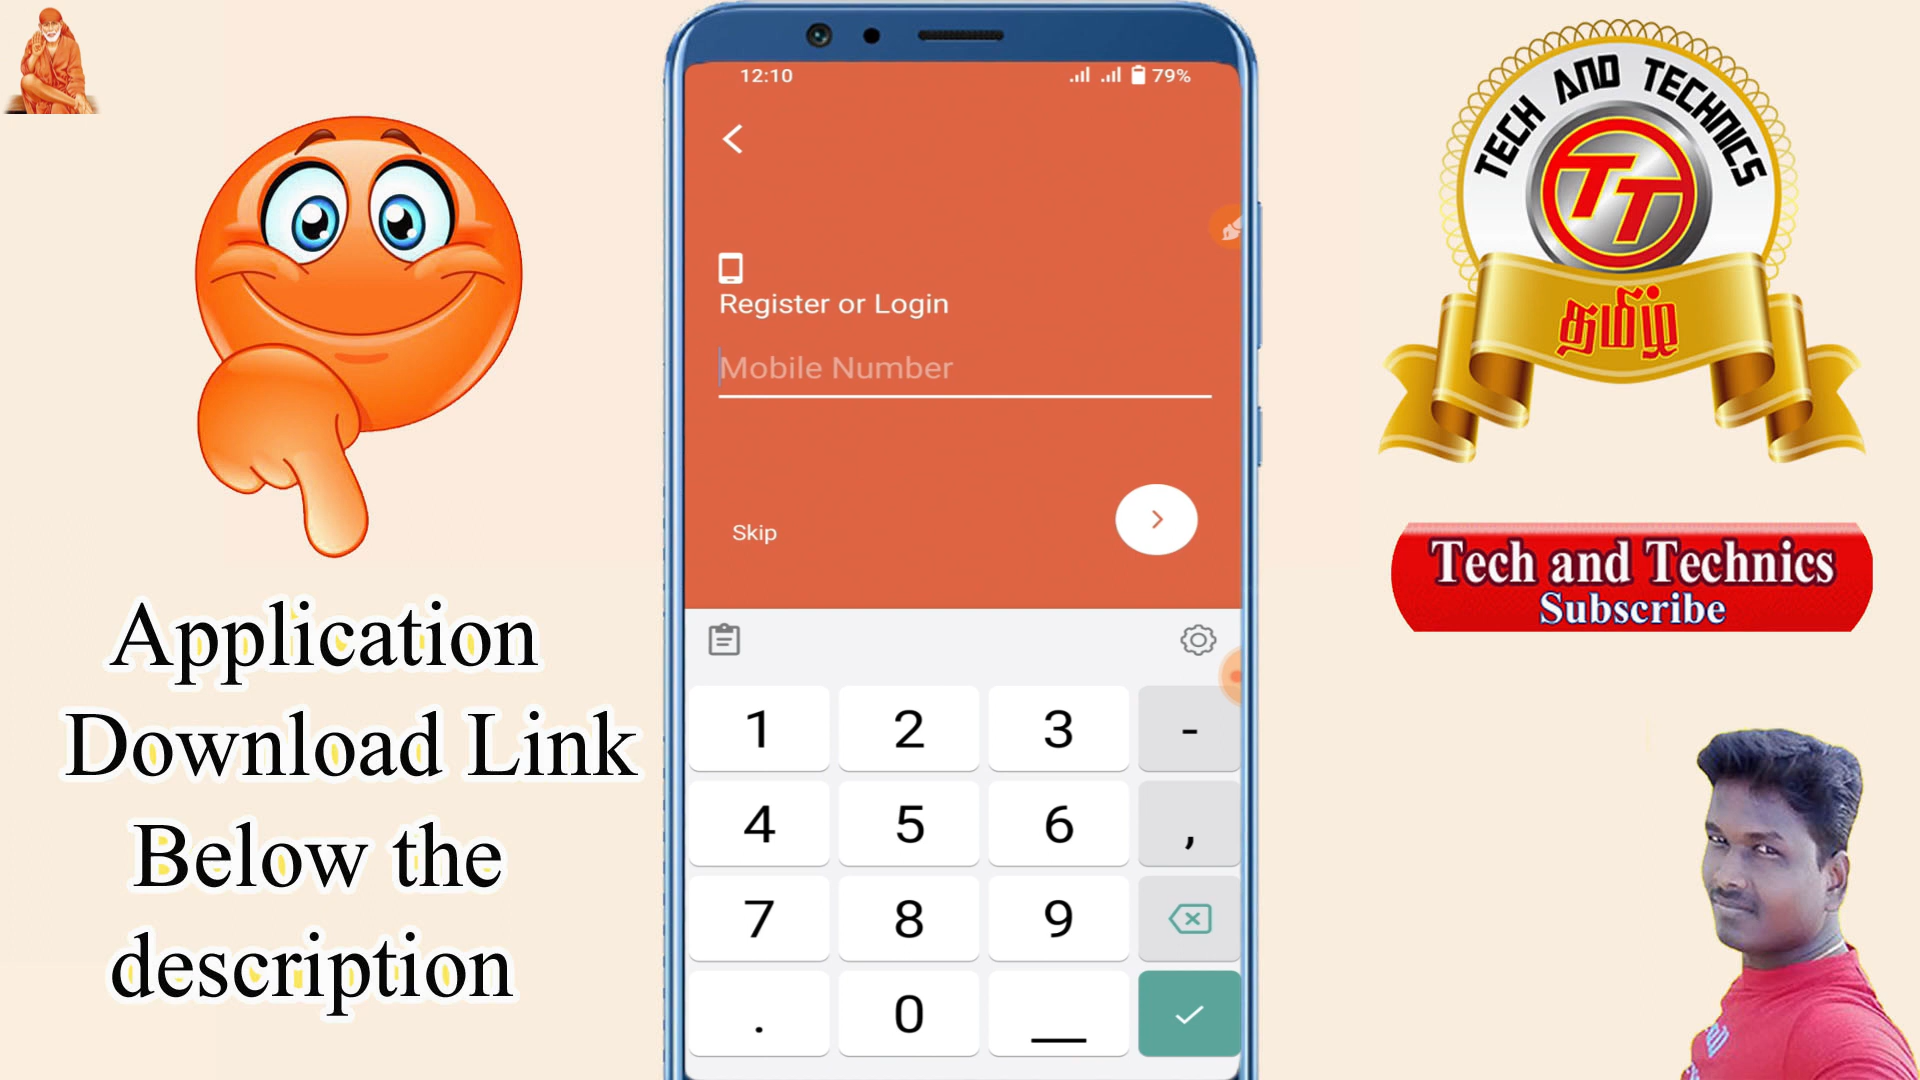 12:10
79%
Register or Login
Mobile Number
Skip
1 2 3 -
4 5 6 ,
7 8 9
. 0
Application
Download Link
Below the
description
TECH AND TECHNICS
TT
தமிழ்
Tech and Technics
Subscribe